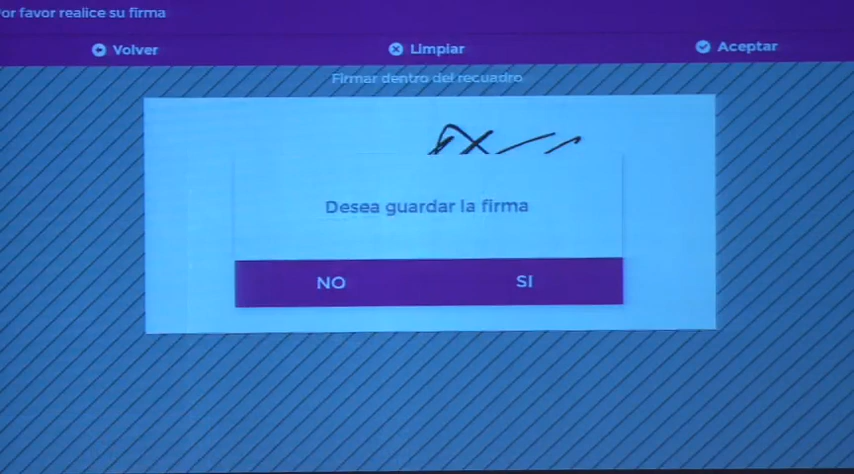 or favor realice su firma
Volver
Limpiar
Aceptar
Firmar dentro del recuadro
Desea guardar la firma
NO
SI